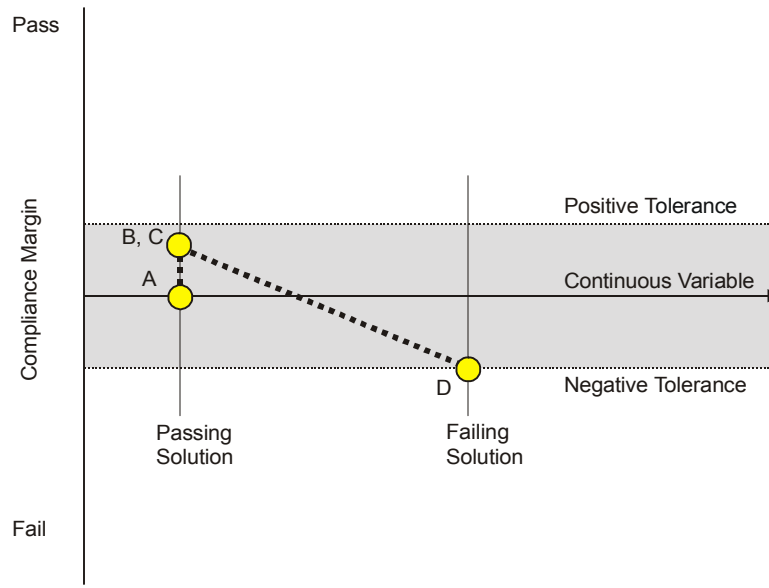 Pass
Compliance Margin
Positive Tolerance
B, C
Continuous Variable
A
D
Negative Tolerance
Passing
Solution
Failing
Solution
Fail